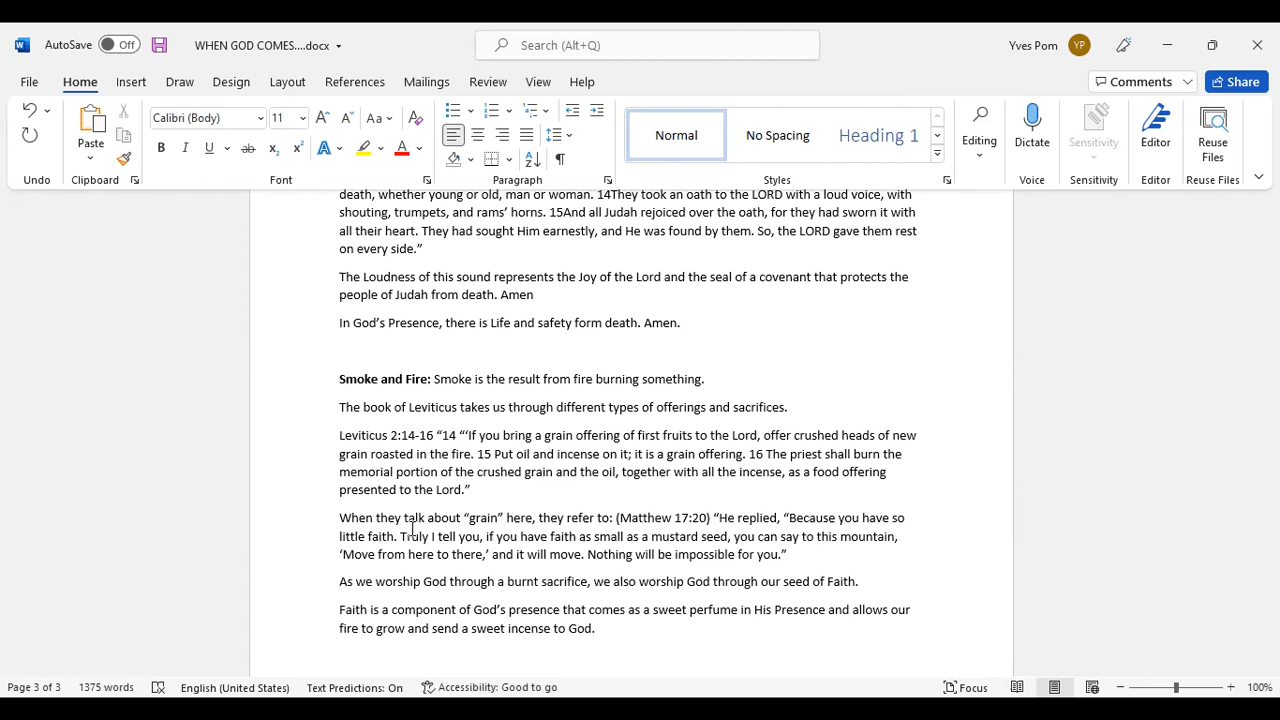 AutoSave Off WHEN GOD COMES....docx Search (Alt+Q) Yves Pom YP
File Home Insert Draw Design Layout References Mailings Review View Help Comments Share
Calibri (Body) 11 Aa
Paste Normal No Spacing Heading 1 Editing Dictate Sensitivity Editor Reuse Files
B I U ab x₂ x² A A
Undo Clipboard Font Paragraph Styles Voice Sensitivity Editor Reuse Files
death, whether young or old, man or woman. 14They took an oath to the LORD with a loud voice, with
shouting, trumpets, and rams’ horns. 15And all Judah rejoiced over the oath, for they had sworn it with
all their heart. They had sought Him earnestly, and He was found by them. So, the LORD gave them rest
on every side.”
The Loudness of this sound represents the Joy of the Lord and the seal of a covenant that protects the
people of Judah from death. Amen
In God’s Presence, there is Life and safety form death. Amen.
Smoke and Fire: Smoke is the result from fire burning something.
The book of Leviticus takes us through different types of offerings and sacrifices.
Leviticus 2:14-16 “14 “‘If you bring a grain offering of first fruits to the Lord, offer crushed heads of new
grain roasted in the fire. 15 Put oil and incense on it; it is a grain offering. 16 The priest shall burn the
memorial portion of the crushed grain and the oil, together with all the incense, as a food offering
presented to the Lord.”
When they talk about “grain” here, they refer to: (Matthew 17:20) “He replied, “Because you have so
little faith. Truly I tell you, if you have faith as small as a mustard seed, you can say to this mountain,
‘Move from here to there,’ and it will move. Nothing will be impossible for you.”
As we worship God through a burnt sacrifice, we also worship God through our seed of Faith.
Faith is a component of God’s presence that comes as a sweet perfume in His Presence and allows our
fire to grow and send a sweet incense to God.
Page 3 of 3 1375 words English (United States) Text Predictions: On Accessibility: Good to go Focus 100%